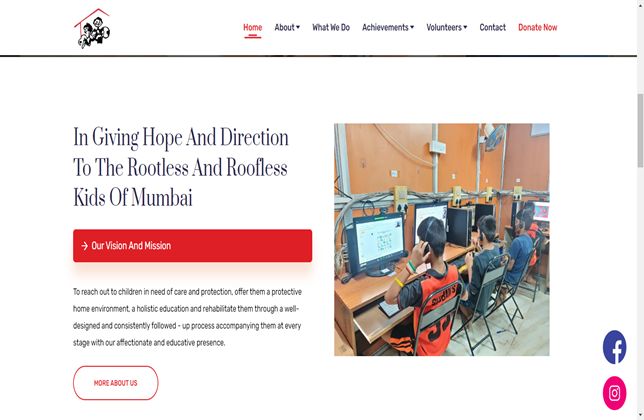 Home About What We Do Achievements Volunteers Contact Donate Now
In Giving Hope And Direction
To The Rootless And Roofless
Kids Of Mumbai
Our Vision And Mission
To reach out to children in need of care and protection, offer them a protective
home environment, a holistic education and rehabilitate them through a well-
designed and consistently followed - up process accompanying them at every
stage with our affectionate and educative presence.
MORE ABOUT US